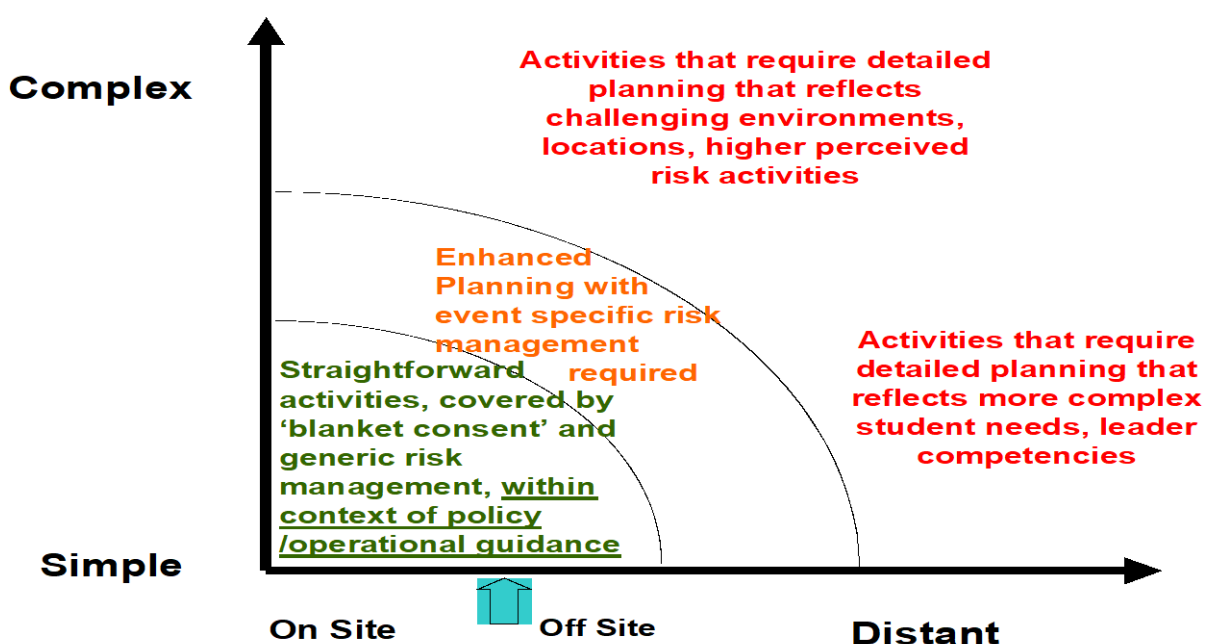 Complex
Activities that require detailed
planning that reflects
challenging environments,
locations, higher perceived
risk activities
Enhanced
Planning with
event specific risk
management
required
Straightforward
activities, covered by
‘blanket consent’ and
generic risk
management, within
context of policy
/operational guidance
Activities that require
detailed planning that
reflects more complex
student needs, leader
competencies
Simple
On Site
Off Site
Distant